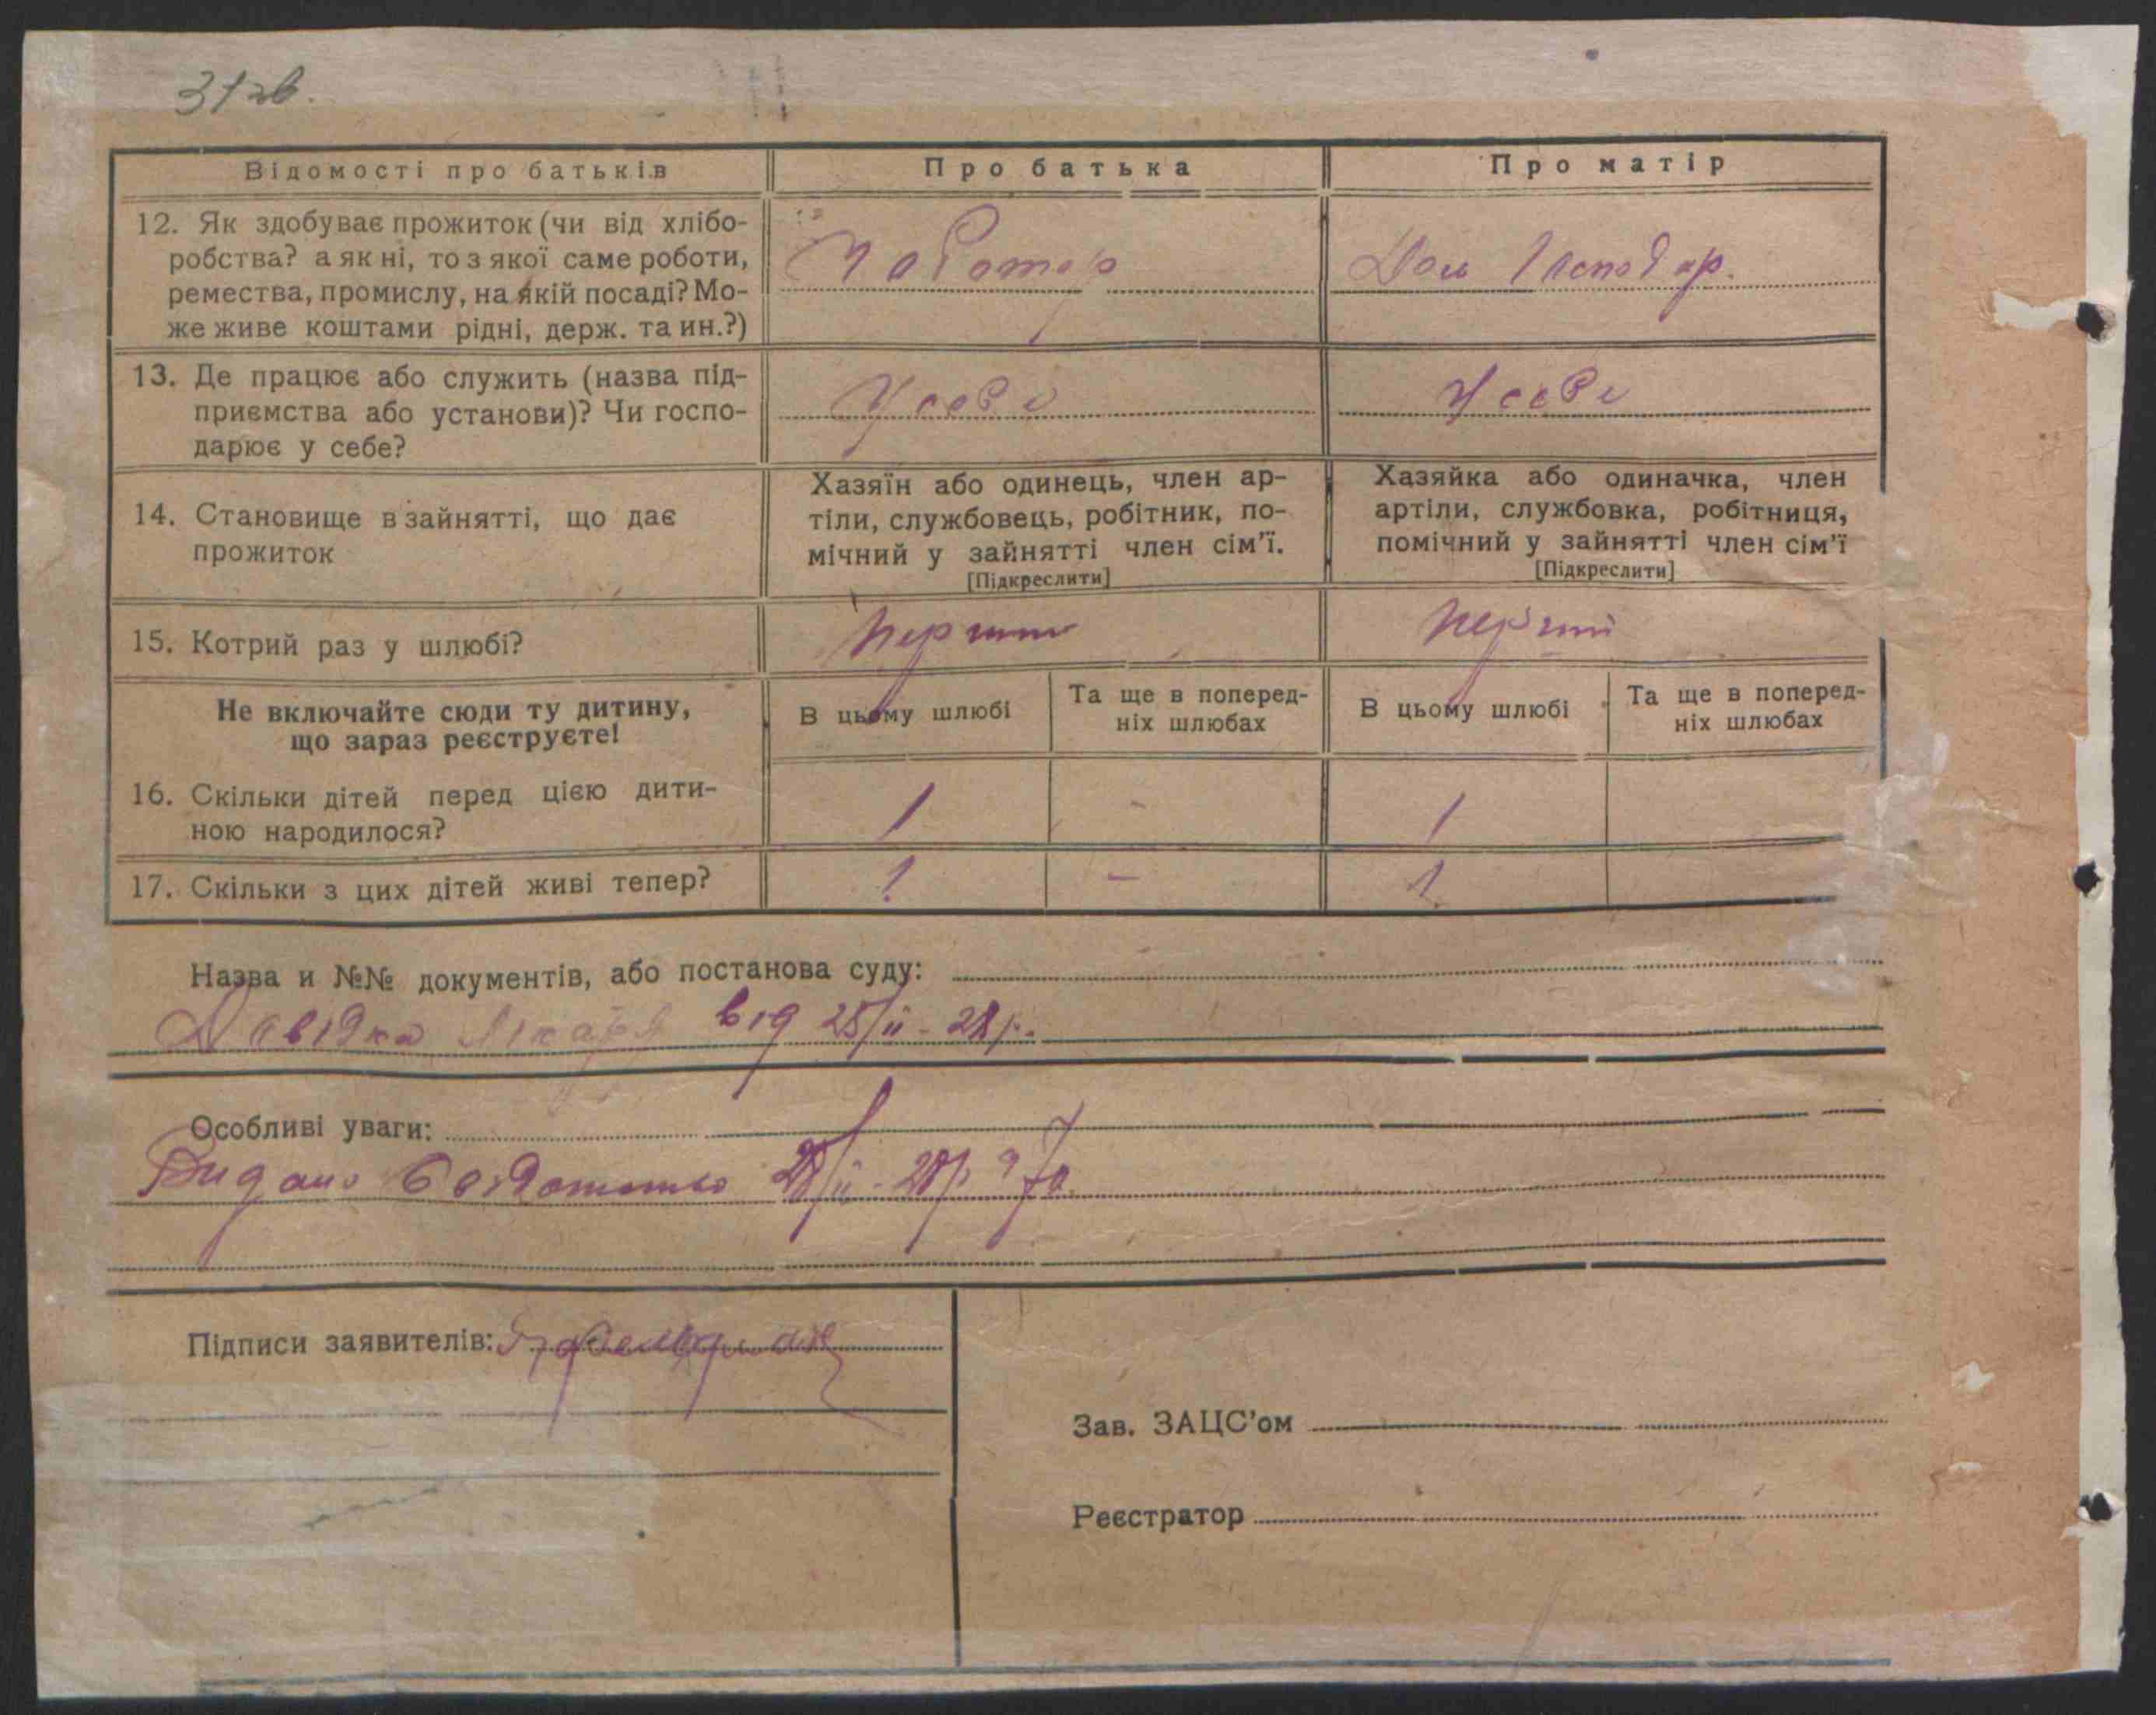 31 зв.
Відомості про батьків
Про батька
Про матір
12. Як здобуває прожиток (чи від хлібо-
робства? а як ні, то з якої саме роботи,
ремества, промислу, на якій посаді? Мо-
же живе коштами рідні, держ. та ин.?)
Дом Господар.
13. Де працює або служить (назва під-
приємства або установи)? Чи госпо-
дарює у себе?
У себе
У себе
14. Становище в зайнятті, що дає
прожиток
Хазяїн або одинець, член ар-
тіли, службовець, робітник, по-
мічний у зайнятті член сім'ї.
[Підкреслити]
Хазяйка або одиначка, член
артіли, службовка, робітниця,
помічний у зайнятті член сім'ї
[Підкреслити]
15. Котрий раз у шлюбі?
перший
перший
Не включайте сюди ту дитину,
що зараз реєструєте!
В цьому шлюбі
Та ще в поперед-
ніх шлюбах
В цьому шлюбі
Та ще в поперед-
ніх шлюбах
16. Скільки дітей перед цією дити-
ною народилося?
1
-
1
17. Скільки з цих дітей живі тепер?
1
-
1
Назва и №№ документів, або постанова суду:
Довідка Лікаря від 25/II - 28 р.
Особливі уваги:
Видано 28/II - 28 р
Підписи заявителів:
Зав. ЗАЦС'ом
Реєстратор